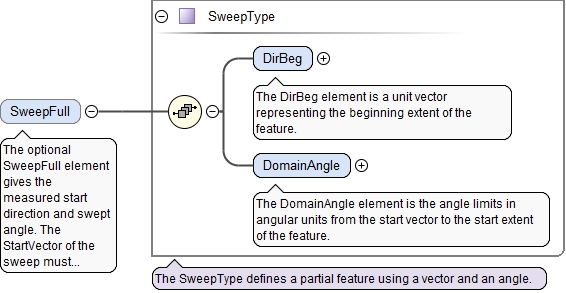 SweepType
DirBeg
The DirBeg element is a unit vector
representing the beginning extent of the
feature.
SweepFull
The optional
SweepFull element
gives the
measured start
direction and swept
angle. The
StartVector of the
sweep must...
DomainAngle
The DomainAngle element is the angle limits in
angular units from the start vector to the start extent
of the feature.
The SweepType defines a partial feature using a vector and an angle.